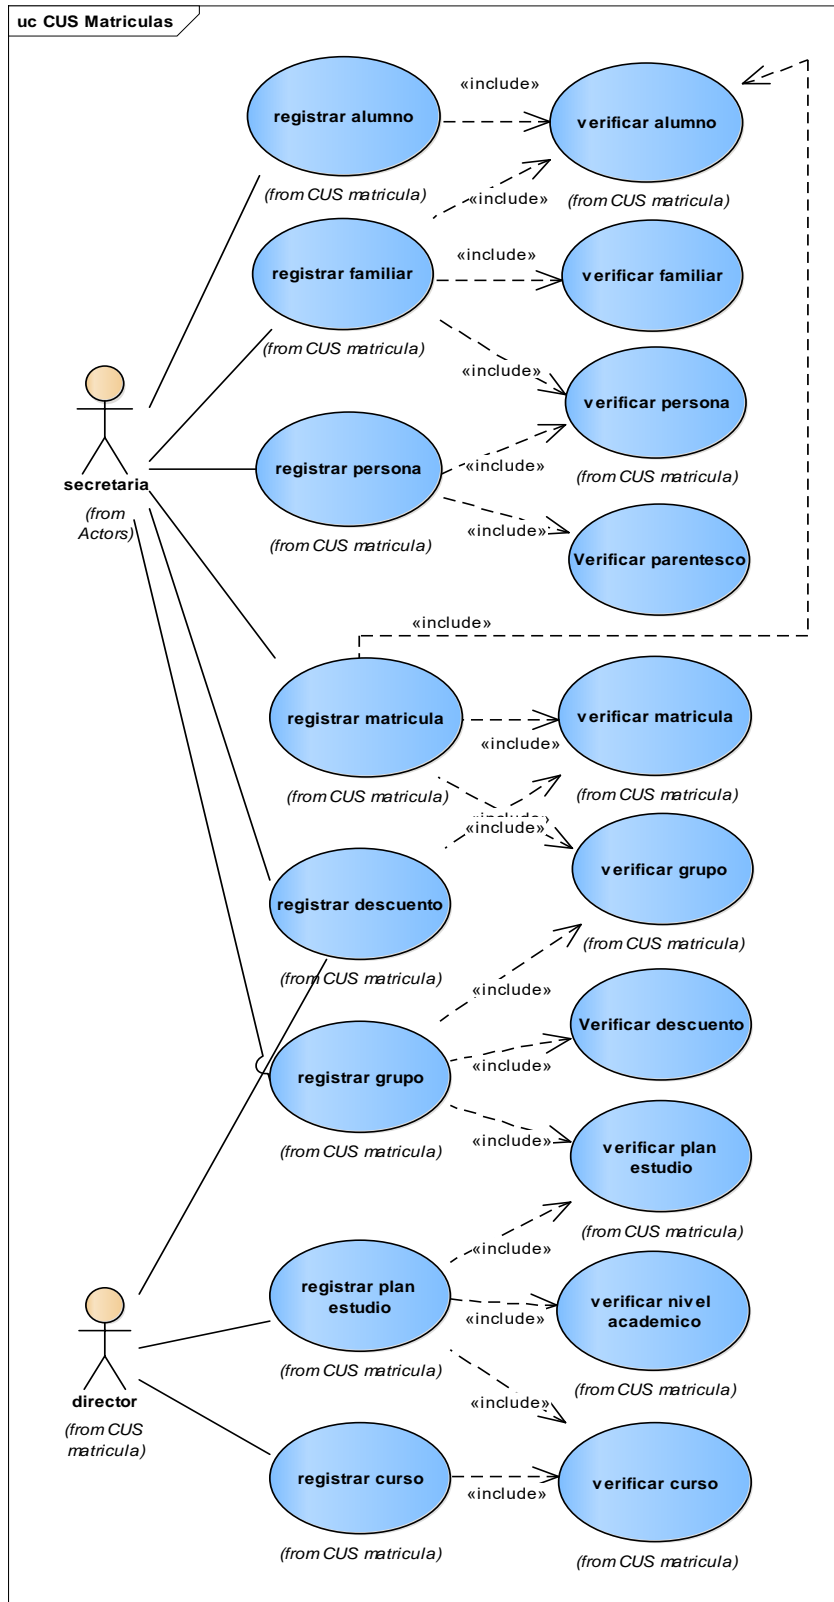 uc CUS Matriculas
registrar alumno
«include»
verificar alumno
(from CUS matricula)
«include»
(from CUS matricula)
registrar familiar
verificar familiar
«include»
(from CUS matricula)
«include»
verificar persona
registrar persona
«include»
(from CUS matricula)
secretaria
(from
Actors)
«include»
(from CUS matricula)
Verificar parentesco
«include»
registrar matricula
verificar matricula
«include»
(from CUS matricula)
(from CUS matricula)
«include»
«include»
verificar grupo
registrar descuento
(from CUS matricula)
(from CUS matricula)
«include»
Verificar descuento
registrar grupo
«include»
(from CUS matricula)
«include»
verificar plan
estudio
(from CUS matricula)
«include»
registrar plan
estudio
verificar nivel
academico
«include»
(from CUS matricula)
(from CUS matricula)
director
(from CUS
matricula)
«include»
registrar curso
verificar curso
«include»
(from CUS matricula)
(from CUS matricula)